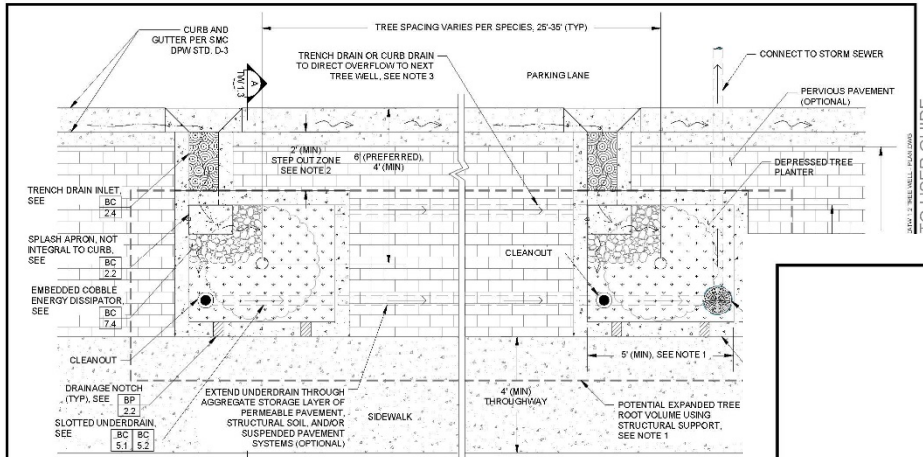 CURB AND
GUTTER PER SMC
DPW STD. D-3
TREE SPACING VARIES PER SPECIES, 25'-35' (TYP)
TRENCH DRAIN OR CURB DRAIN
TO DIRECT OVERFLOW TO NEXT
TREE WELL, SEE NOTE 3
PARKING LANE
CONNECT TO STORM SEWER
PERVIOUS PAVEMENT
(OPTIONAL)
A
TW 1.3
2' (MIN)
STEP OUT ZONE
SEE NOTE 2
6' (PREFERRED),
4' (MIN)
DEPRESSED TREE
PLANTER
TRENCH DRAIN INLET,
SEE
BC
2.4
SPLASH APRON, NOT
INTEGRAL TO CURB,
SEE
BC
2.2
EMBEDDED COBBLE
ENERGY DISSIPATOR,
SEE
BC
7.4
CLEANOUT
CLEANOUT
5' (MIN), SEE NOTE 1
DRAINAGE NOTCH
(TYP), SEE
BP
2.2
SLOTTED UNDERDRAIN,
SEE
BC BC
5.1 5.2
EXTEND UNDERDRAIN THROUGH
AGGREGATE STORAGE LAYER OF
PERMEABLE PAVEMENT,
STRUCTURAL SOIL, AND/OR
SUSPENDED PAVEMENT
SYSTEMS (OPTIONAL)
SIDEWALK
4' (MIN)
THROUGHWAY
POTENTIAL EXPANDED TREE
ROOT VOLUME USING
STRUCTURAL SUPPORT,
SEE NOTE 1